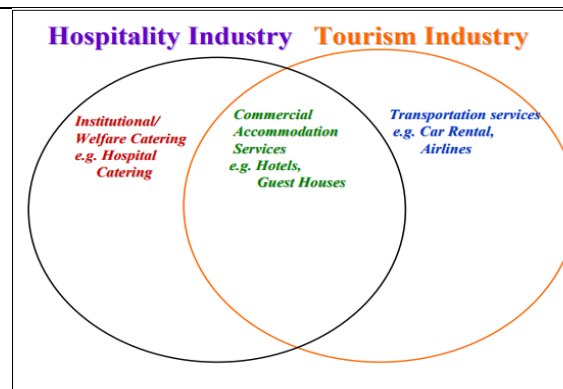 Hospitality Industry Tourism Industry
Institutional/
Welfare Catering
e.g. Hospital
Catering
Commercial
Accommodation
Services
e.g. Hotels,
Guest Houses
Transportation services
e.g. Car Rental,
Airlines